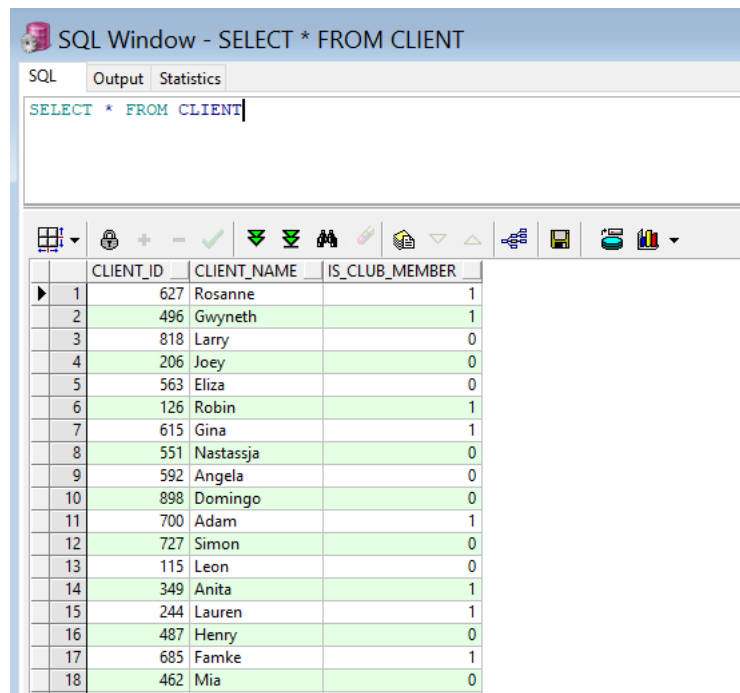 SQL Window - SELECT * FROM CLIENT
SQL Output Statistics
SELECT * FROM CLIENT
CLIENT_ID CLIENT_NAME IS_CLUB_MEMBER
1 627 Rosanne 1
2 496 Gwyneth 1
3 818 Larry 0
4 206 Joey 0
5 563 Eliza 0
6 126 Robin 1
7 615 Gina 1
8 551 Nastassja 0
9 592 Angela 0
10 898 Domingo 0
11 700 Adam 1
12 727 Simon 0
13 115 Leon 0
14 349 Anita 1
15 244 Lauren 1
16 487 Henry 0
17 685 Famke 1
18 462 Mia 0